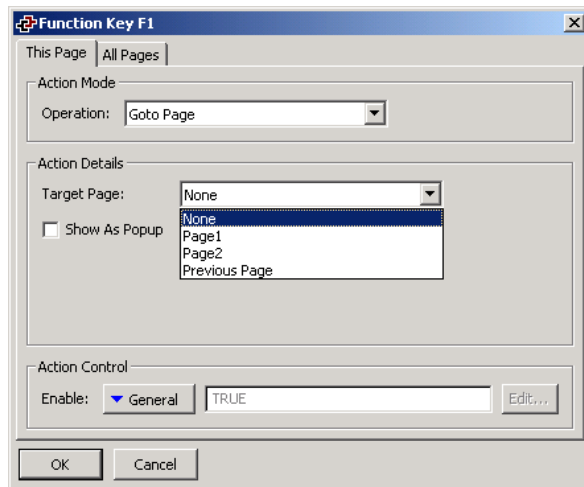 Function Key F1
This Page All Pages
Action Mode
Operation: Goto Page
Action Details
Target Page: None
None
Show As Popup
Page1
Page2
Previous Page
Action Control
Enable: General TRUE Edit...
OK Cancel